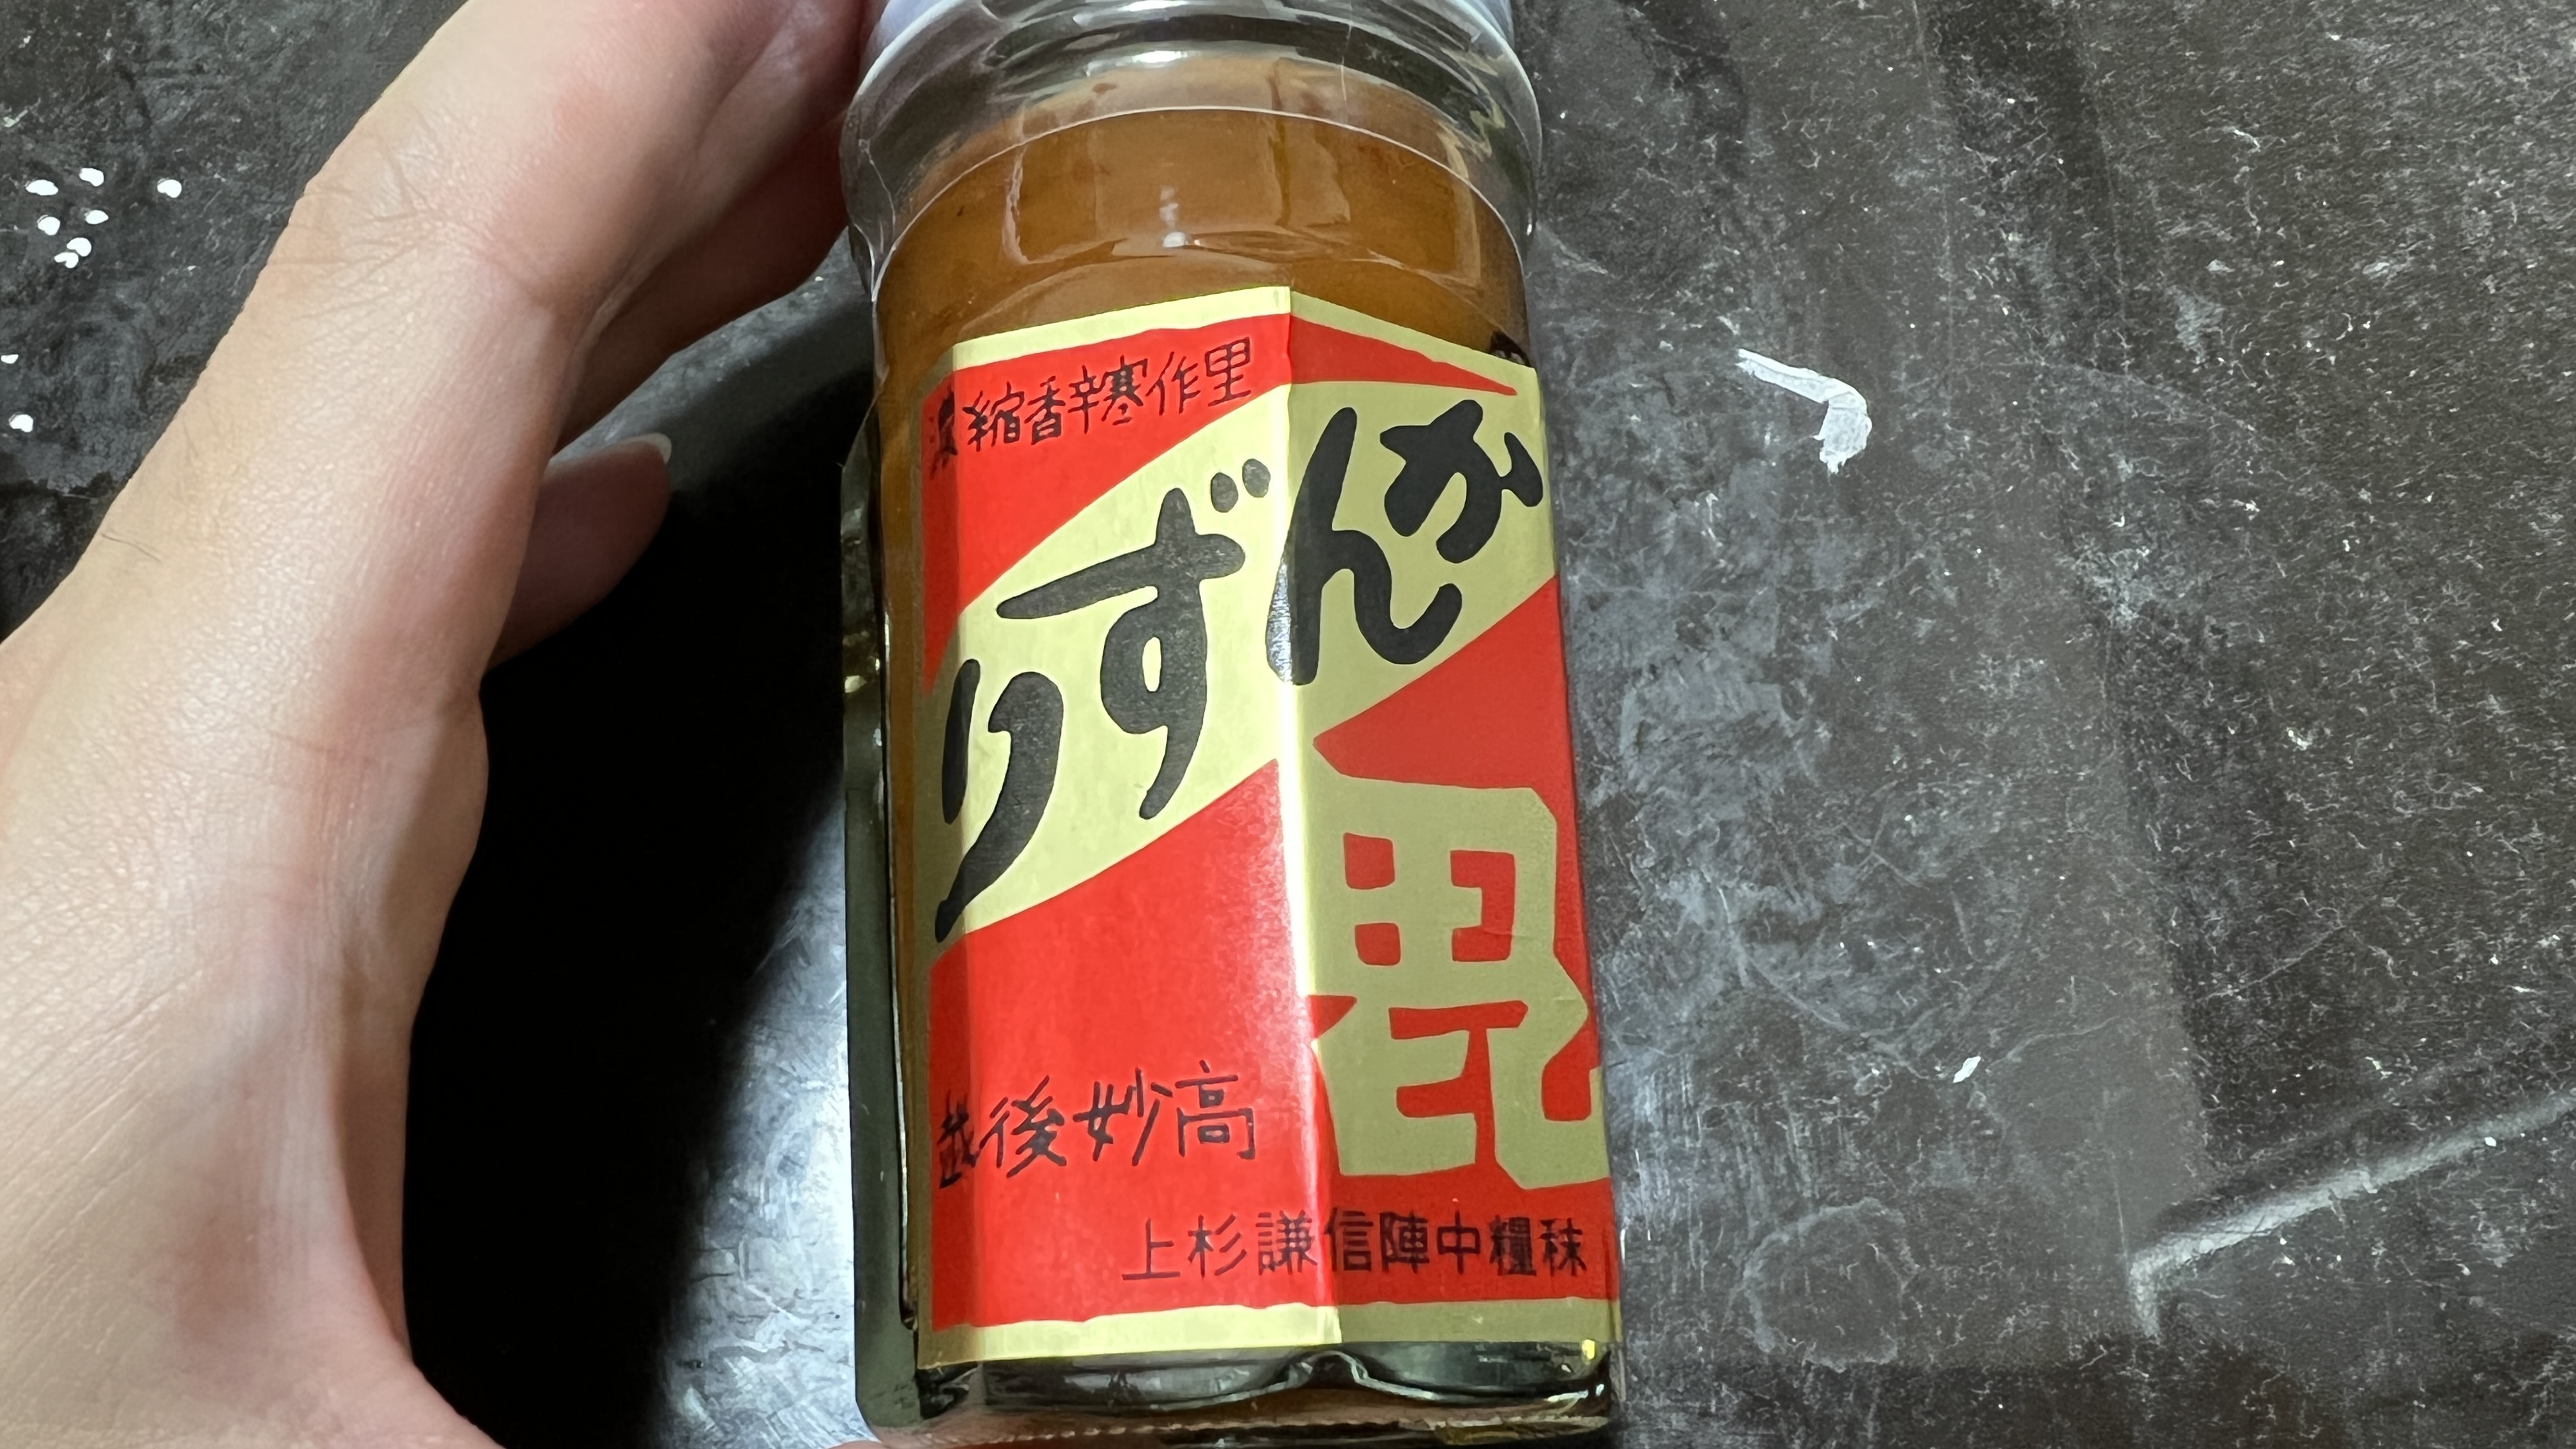 濃縮香辛寒作里
かんずり
毘
越後妙高
上杉謙信陣中糧秣